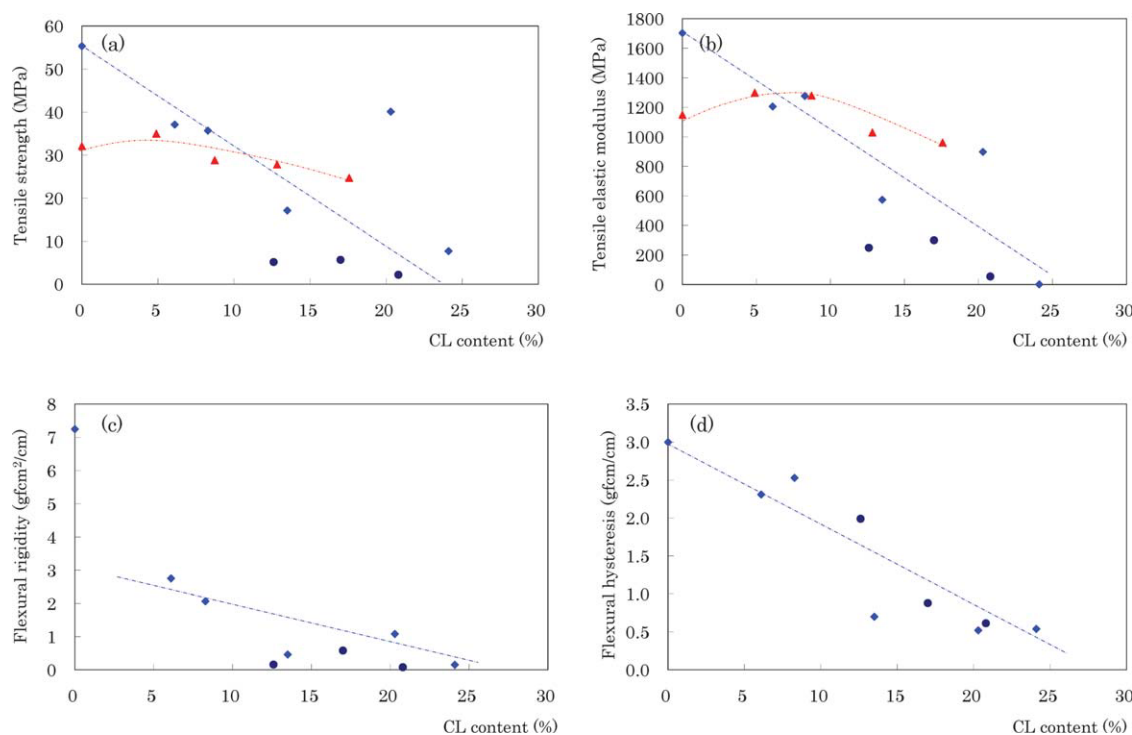 (a)
Tensile strength (MPa)
60
50
40
30
20
10
0
0 5 10 15 20 25 30
CL content (%)
(b)
Tensile elastic modulus (MPa)
1800
1600
1400
1200
1000
800
600
400
200
0
0 5 10 15 20 25 30
CL content (%)
(c)
Flexural rigidity (gfcm²/cm)
8
7
6
5
4
3
2
1
0
0 5 10 15 20 25 30
CL content (%)
(d)
Flexural hysteresis (gfcm/cm)
3.5
3.0
2.5
2.0
1.5
1.0
0.5
0.0
0 5 10 15 20 25 30
CL content (%)